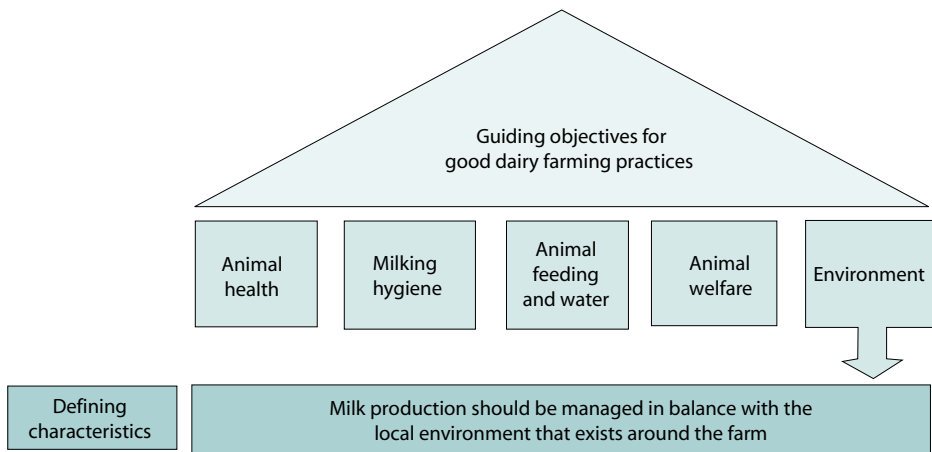 Guiding objectives for
good dairy farming practices
Animal
health
Milking
hygiene
Animal
feeding
and water
Animal
welfare
Environment
Defining
characteristics
Milk production should be managed in balance with the
local environment that exists around the farm